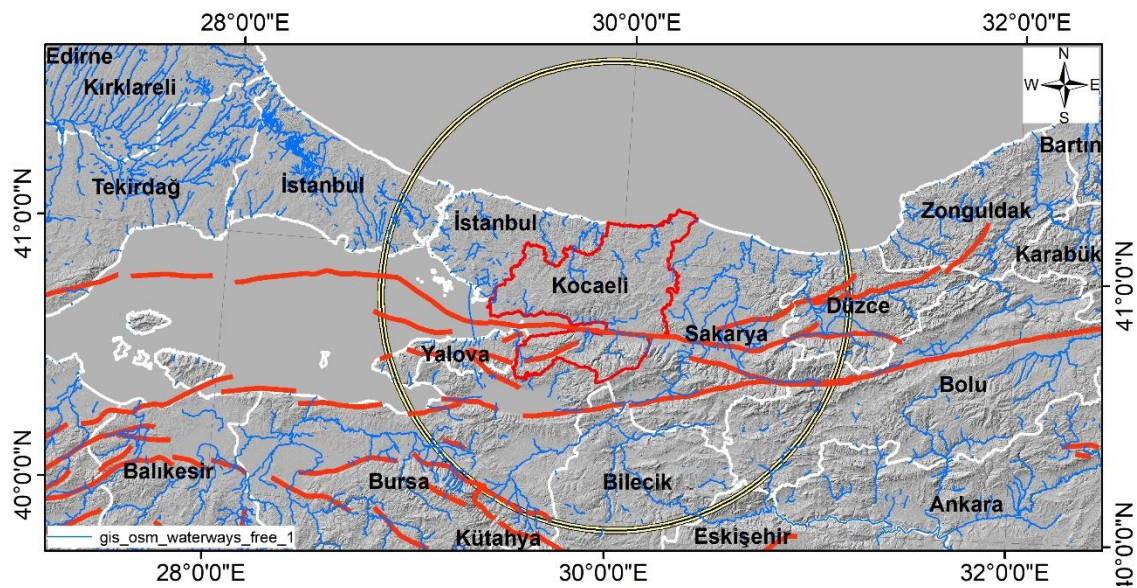 28°0'0"E
30°0'0"E
32°0'0"E
N
W
E
S
Edirne
Kırklareli
Bartın
Tekirdağ
İstanbul
İstanbul
Zonguldak
Karabük
41°0'0"N
41°0'0"N
Kocaeli
Düzce
Sakarya
Yalova
Bolu
40°0'0"N
40°0'0"N
Balıkesir
Bursa
Bilecik
Ankara
Kütahya
Eskişehir
gis_osm_waterways_free_1
28°0'0"E
30°0'0"E
32°0'0"E